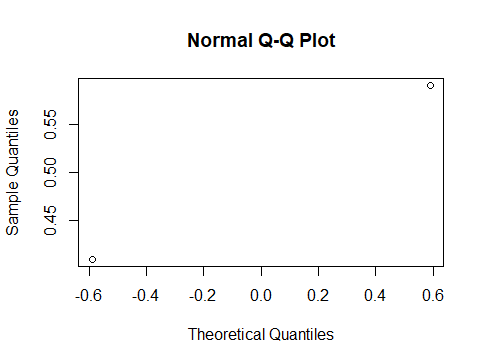 Normal Q-Q Plot
Sample Quantiles
0.55
0.50
0.45
-0.6 -0.4 -0.2 0.0 0.2 0.4 0.6
Theoretical Quantiles